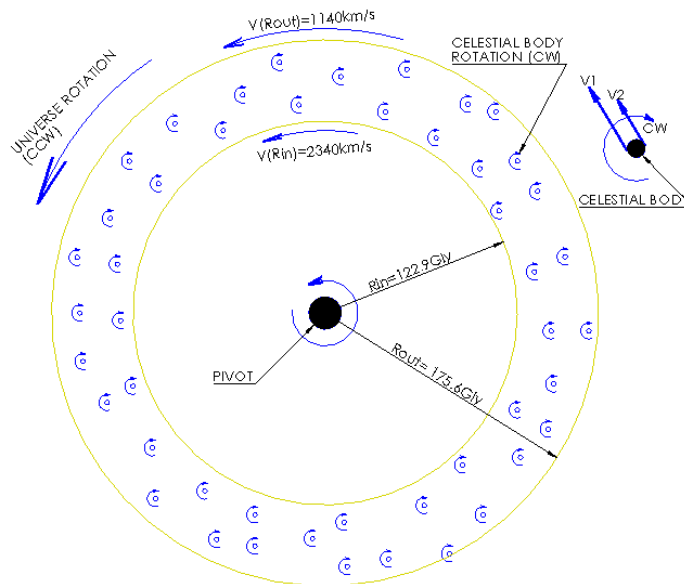 V(Rout)=1140km/s
CELESTIAL BODY
ROTATION (CW)
V1
V2
CW
CELESTIAL BODY
UNIVERSE ROTATION
(CCW)
V(Rin)=2340km/s
Rin=122.9Gly
Rout= 175.6Gly
PIVOT